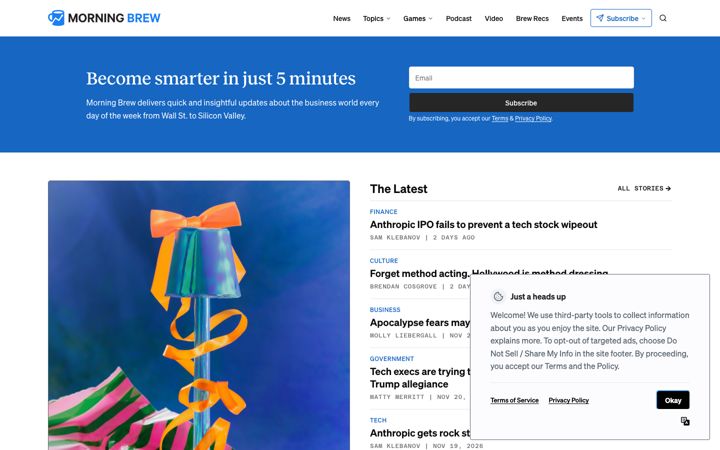 MORNING BREW
News Topics Games Podcast Video Brew Recs Events Subscribe
Become smarter in just 5 minutes
Morning Brew delivers quick and insightful updates about the business world every
day of the week from Wall St. to Silicon Valley.
Email
Subscribe
By subscribing, you accept our Terms & Privacy Policy.
The Latest
ALL STORIES →
FINANCE
Anthropic IPO fails to prevent a tech stock wipeout
SAM KLEBANOV | 2 DAYS AGO
CULTURE
Forget method acting. Hollywood is method dressing
BRENDAN COSGROVE | 2 DAY
BUSINESS
Apocalypse fears may
MOLLY LIEBERGALL | NOV 2
GOVERNMENT
Tech execs are trying t
Trump allegiance
MATTY MERRITT | NOV 20,
TECH
Anthropic gets rock st
SAM KLEBANOV | NOV 19, 2026
Just a heads up
Welcome! We use third-party tools to collect information
about you as you enjoy the site. Our Privacy Policy
explains more. To opt-out of targeted ads, choose Do
Not Sell / Share My Info in the site footer. By proceeding,
you accept our Terms and the Policy.
Terms of Service Privacy Policy Okay